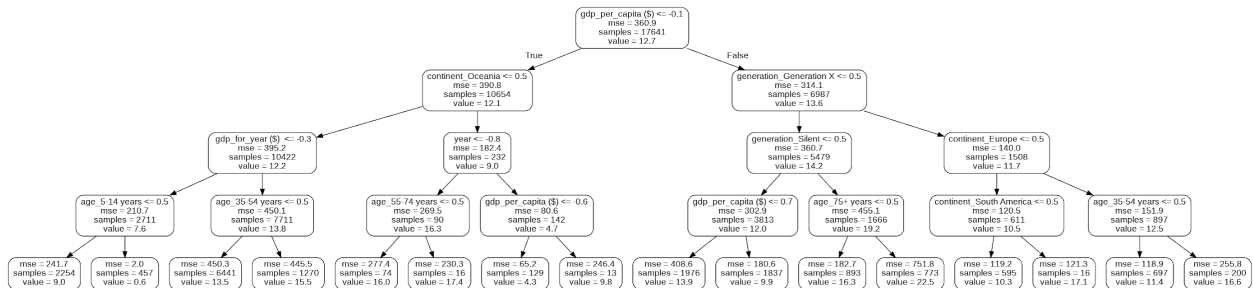 gdp_per_capita ($) <= -0.1
mse = 360.9
samples = 17641
value = 12.7
True
False
continent_Oceania <= 0.5
mse = 390.8
samples = 10654
value = 12.1
generation_Generation X <= 0.5
mse = 314.1
samples = 6987
value = 13.6
gdp_for_year ($) <= -0.3
mse = 395.2
samples = 10422
value = 12.2
year <= -0.8
mse = 182.4
samples = 232
value = 9.0
generation_Silent <= 0.5
mse = 360.7
samples = 5479
value = 14.2
continent_Europe <= 0.5
mse = 140.0
samples = 1508
value = 11.7
age_5-14 years <= 0.5
mse = 210.7
samples = 2711
value = 7.6
age_35-54 years <= 0.5
mse = 450.1
samples = 7711
value = 13.8
age_55-74 years <= 0.5
mse = 269.5
samples = 90
value = 16.3
gdp_per_capita ($) <= -0.6
mse = 80.6
samples = 142
value = 4.7
gdp_per_capita ($) <= 0.7
mse = 302.9
samples = 3813
value = 12.0
age_75+ years <= 0.5
mse = 455.1
samples = 1666
value = 19.2
continent_South America <= 0.5
mse = 120.5
samples = 611
value = 10.5
age_35-54 years <= 0.5
mse = 151.9
samples = 897
value = 12.5
mse = 241.7
samples = 2254
value = 9.0
mse = 2.0
samples = 457
value = 0.6
mse = 450.3
samples = 6441
value = 13.5
mse = 445.5
samples = 1270
value = 15.5
mse = 277.4
samples = 74
value = 16.0
mse = 230.3
samples = 16
value = 17.4
mse = 65.2
samples = 129
value = 4.3
mse = 246.4
samples = 13
value = 9.8
mse = 408.6
samples = 1976
value = 13.9
mse = 180.6
samples = 1837
value = 9.9
mse = 182.7
samples = 893
value = 16.3
mse = 751.8
samples = 773
value = 22.5
mse = 119.2
samples = 595
value = 10.3
mse = 121.3
samples = 16
value = 17.1
mse = 118.9
samples = 697
value = 11.4
mse = 255.8
samples = 200
value = 16.6